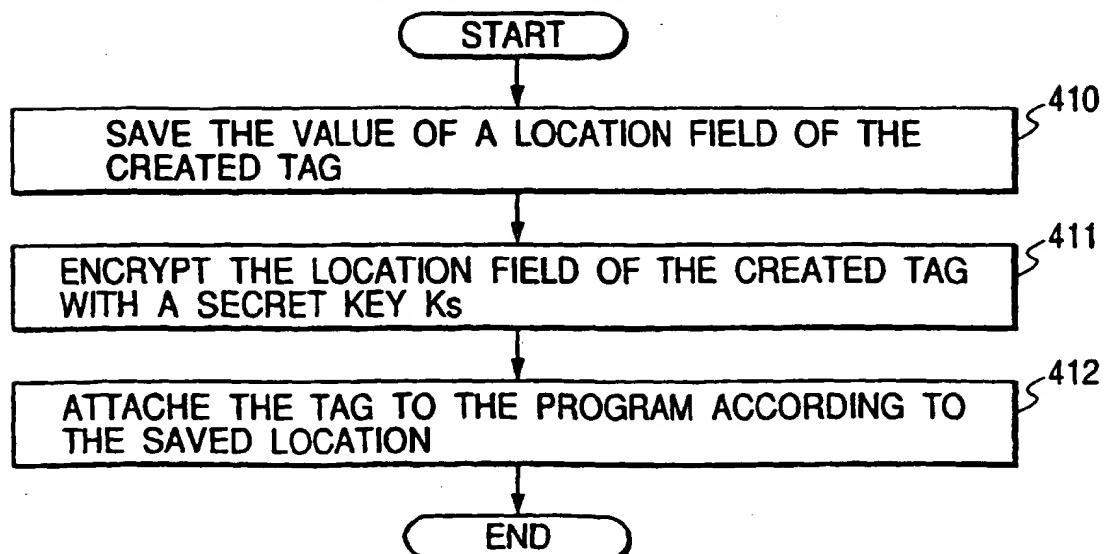 START
410
SAVE THE VALUE OF A LOCATION FIELD OF THE
CREATED TAG
411
ENCRYPT THE LOCATION FIELD OF THE CREATED TAG
WITH A SECRET KEY Ks
412
ATTACHE THE TAG TO THE PROGRAM ACCORDING TO
THE SAVED LOCATION
END